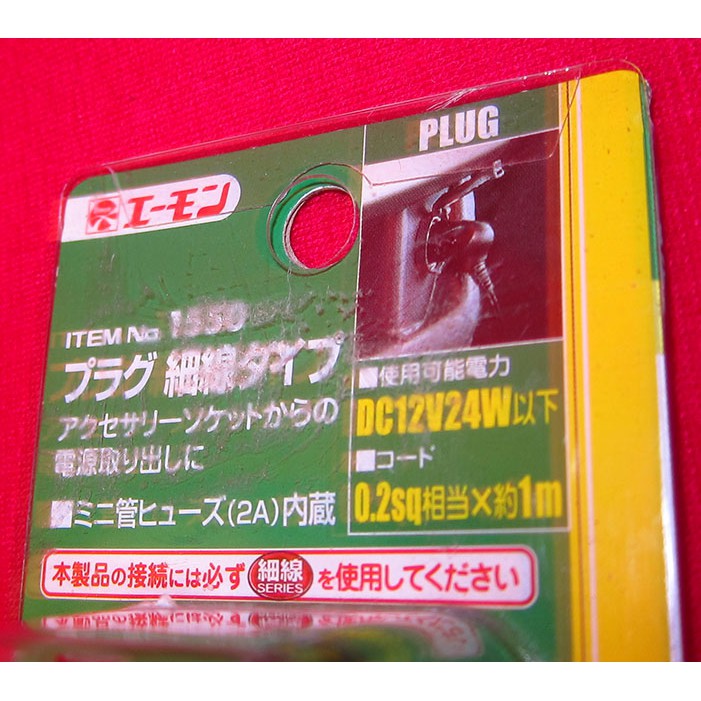 エーモン
PLUG
ITEM No.
プラグ 細線タイプ
アクセサリーソケットからの
電源取り出しに
■ミニ管ヒューズ(2A)内蔵
■使用可能電力
DC12V24W以下
■コード
0.2sq相当×約1m
本製品の接続には必ず 細線 SERIES を使用してください